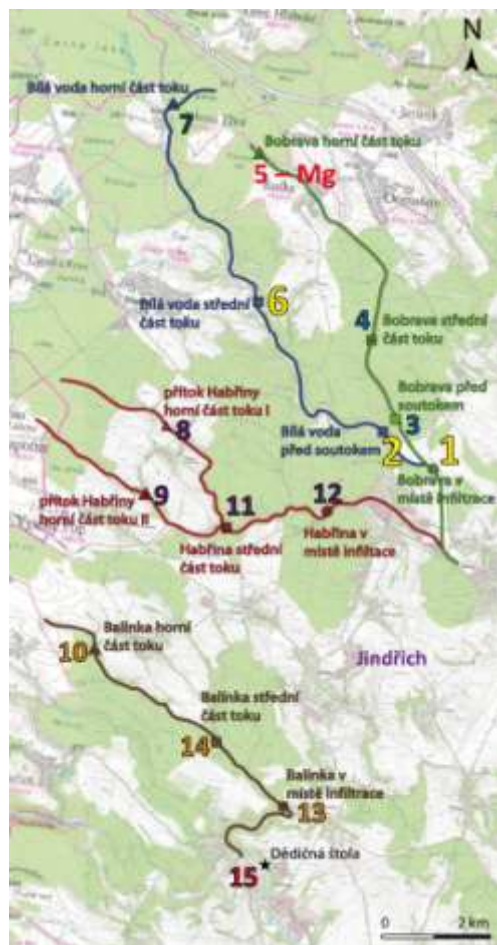 N
Bílá voda horní část toku
7
Bobrava horní část toku
5 – Mg
6
Bílá voda střední
část toku
4
Bobrava střední
část toku
přítok Habřiny
horní část toku I
8
Bobrava před
soutokem
3
Bílá voda
před soutokem
2
1
Bobrava v
místě infiltrace
9
přítok Habřiny
horní část toku II
11
Habřina střední
část toku
12
Habřina v
místě infiltace
Balinka horní
část toku
10
Jindřich
Balinka střední
část toku
14
Balinka v
místě infiltrace
13
Dědičná štola
15
0
2 km